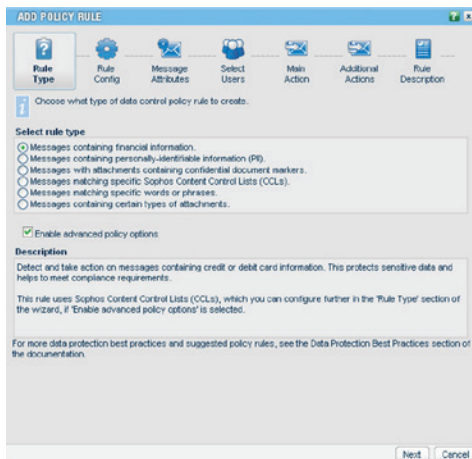 ADD POLICY RULE
Rule Type
Rule Config
Message Attributes
Select Users
Main Action
Additional Actions
Rule Description
Choose what type of data control policy rule to create.
Select rule type
Messages containing financial information.
Messages containing personally-identifiable information (PII).
Messages with attachments containing confidential document markers.
Messages matching specific Sophos Content Control Lists (CCLs).
Messages matching specific words or phrases.
Messages containing certain types of attachments.
Enable advanced policy options
Description
Detect and take action on messages containing credit or debit card information. This protects sensitive data and
helps to meet compliance requirements.
This rule uses Sophos Content Control Lists (CCLs), which you can configure further in the 'Rule Type' section of
the wizard, if 'Enable advanced policy options' is selected.
For more data protection best practices and suggested policy rules, see the Data Protection Best Practices section of
the documentation.
Next
Cancel